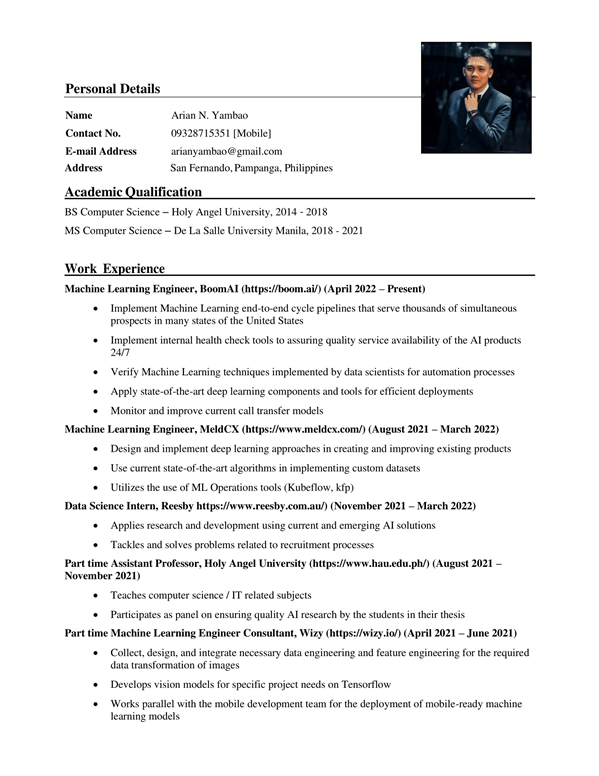 Personal Details
Name Arian N. Yambao
Contact No. 09328715351 [Mobile]
E-mail Address arianyambao@gmail.com
Address San Fernando, Pampanga, Philippines
Academic Qualification
BS Computer Science – Holy Angel University, 2014 - 2018
MS Computer Science – De La Salle University Manila, 2018 - 2021
Work Experience
Machine Learning Engineer, BoomAI (https://boom.ai/) (April 2022 – Present)
• Implement Machine Learning end-to-end cycle pipelines that serve thousands of simultaneous
prospects in many states of the United States
• Implement internal health check tools to assuring quality service availability of the AI products
24/7
• Verify Machine Learning techniques implemented by data scientists for automation processes
• Apply state-of-the-art deep learning components and tools for efficient deployments
• Monitor and improve current call transfer models
Machine Learning Engineer, MeldCX (https://www.meldcx.com/) (August 2021 – March 2022)
• Design and implement deep learning approaches in creating and improving existing products
• Use current state-of-the-art algorithms in implementing custom datasets
• Utilizes the use of ML Operations tools (Kubeflow, kfp)
Data Science Intern, Reesby https://www.reesby.com.au/) (November 2021 – March 2022)
• Applies research and development using current and emerging AI solutions
• Tackles and solves problems related to recruitment processes
Part time Assistant Professor, Holy Angel University (https://www.hau.edu.ph/) (August 2021 –
November 2021)
• Teaches computer science / IT related subjects
• Participates as panel on ensuring quality AI research by the students in their thesis
Part time Machine Learning Engineer Consultant, Wizy (https://wizy.io/) (April 2021 – June 2021)
• Collect, design, and integrate necessary data engineering and feature engineering for the required
data transformation of images
• Develops vision models for specific project needs on Tensorflow
• Works parallel with the mobile development team for the deployment of mobile-ready machine
learning models